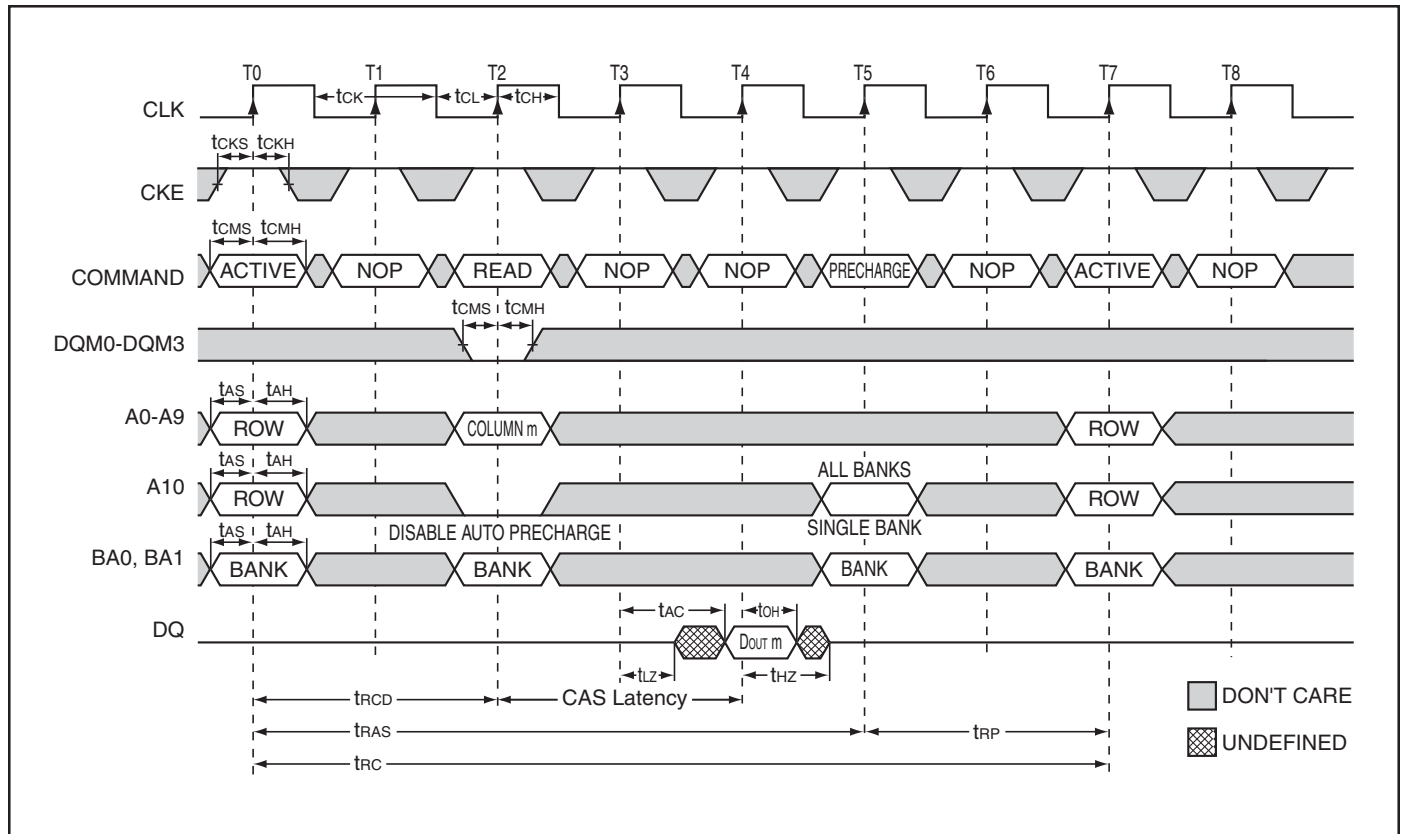 T0 T1 T2 T3 T4 T5 T6 T7 T8
CLK tCK tCL tCH
tCKS tCKH
CKE
tCMS tCMH
COMMAND ACTIVE NOP READ NOP NOP PRECHARGE NOP ACTIVE NOP
tCMS tCMH
DQM0-DQM3
tAS tAH
A0-A9 ROW COLUMN m ROW
tAS tAH ALL BANKS
A10 ROW ROW
DISABLE AUTO PRECHARGE SINGLE BANK
tAS tAH
BA0, BA1 BANK BANK BANK BANK
tAC tOH
DQ DOUT m
tLZ tHZ
tRCD CAS Latency
tRAS tRP
tRC
DON'T CARE
UNDEFINED